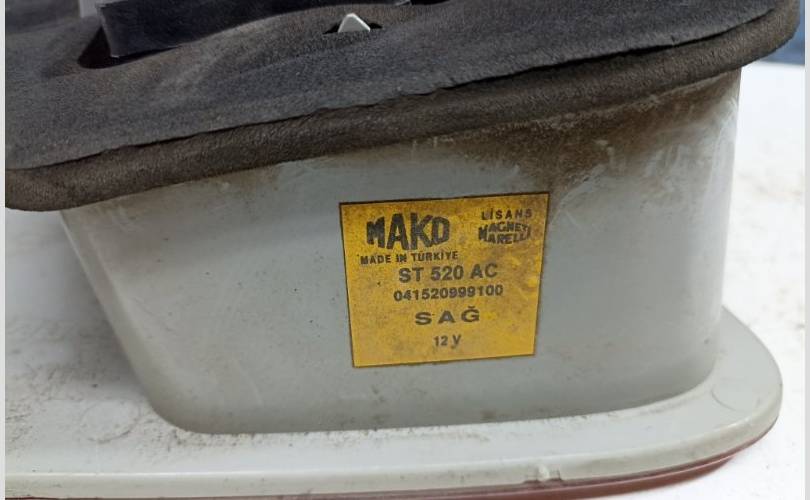 MAKO
LİSANS
MAGNETI
MARELLI
MADE IN TÜRKİYE
ST 520 AC
041520999100
SAĞ
12 V